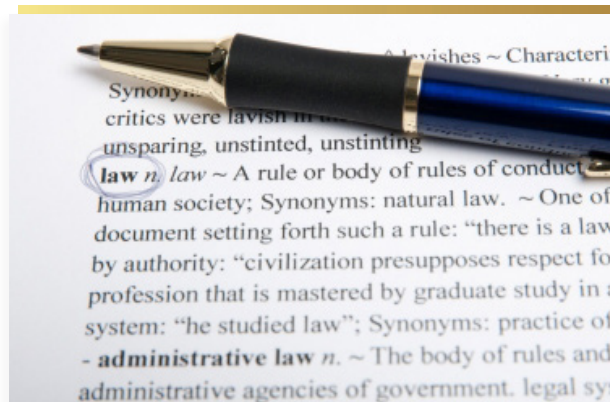 lavishes ~ Characteri
Synony
critics were lavish in
unsparing, unstinted, unstinting
law n. law ~ A rule or body of rules of conduct
human society; Synonyms: natural law. ~ One of
document setting forth such a rule: “there is a law
by authority: “civilization presupposes respect fo
profession that is mastered by graduate study in a
system: “he studied law”; Synonyms: practice of
- administrative law n. ~ The body of rules and
administrative agencies of government. legal sy